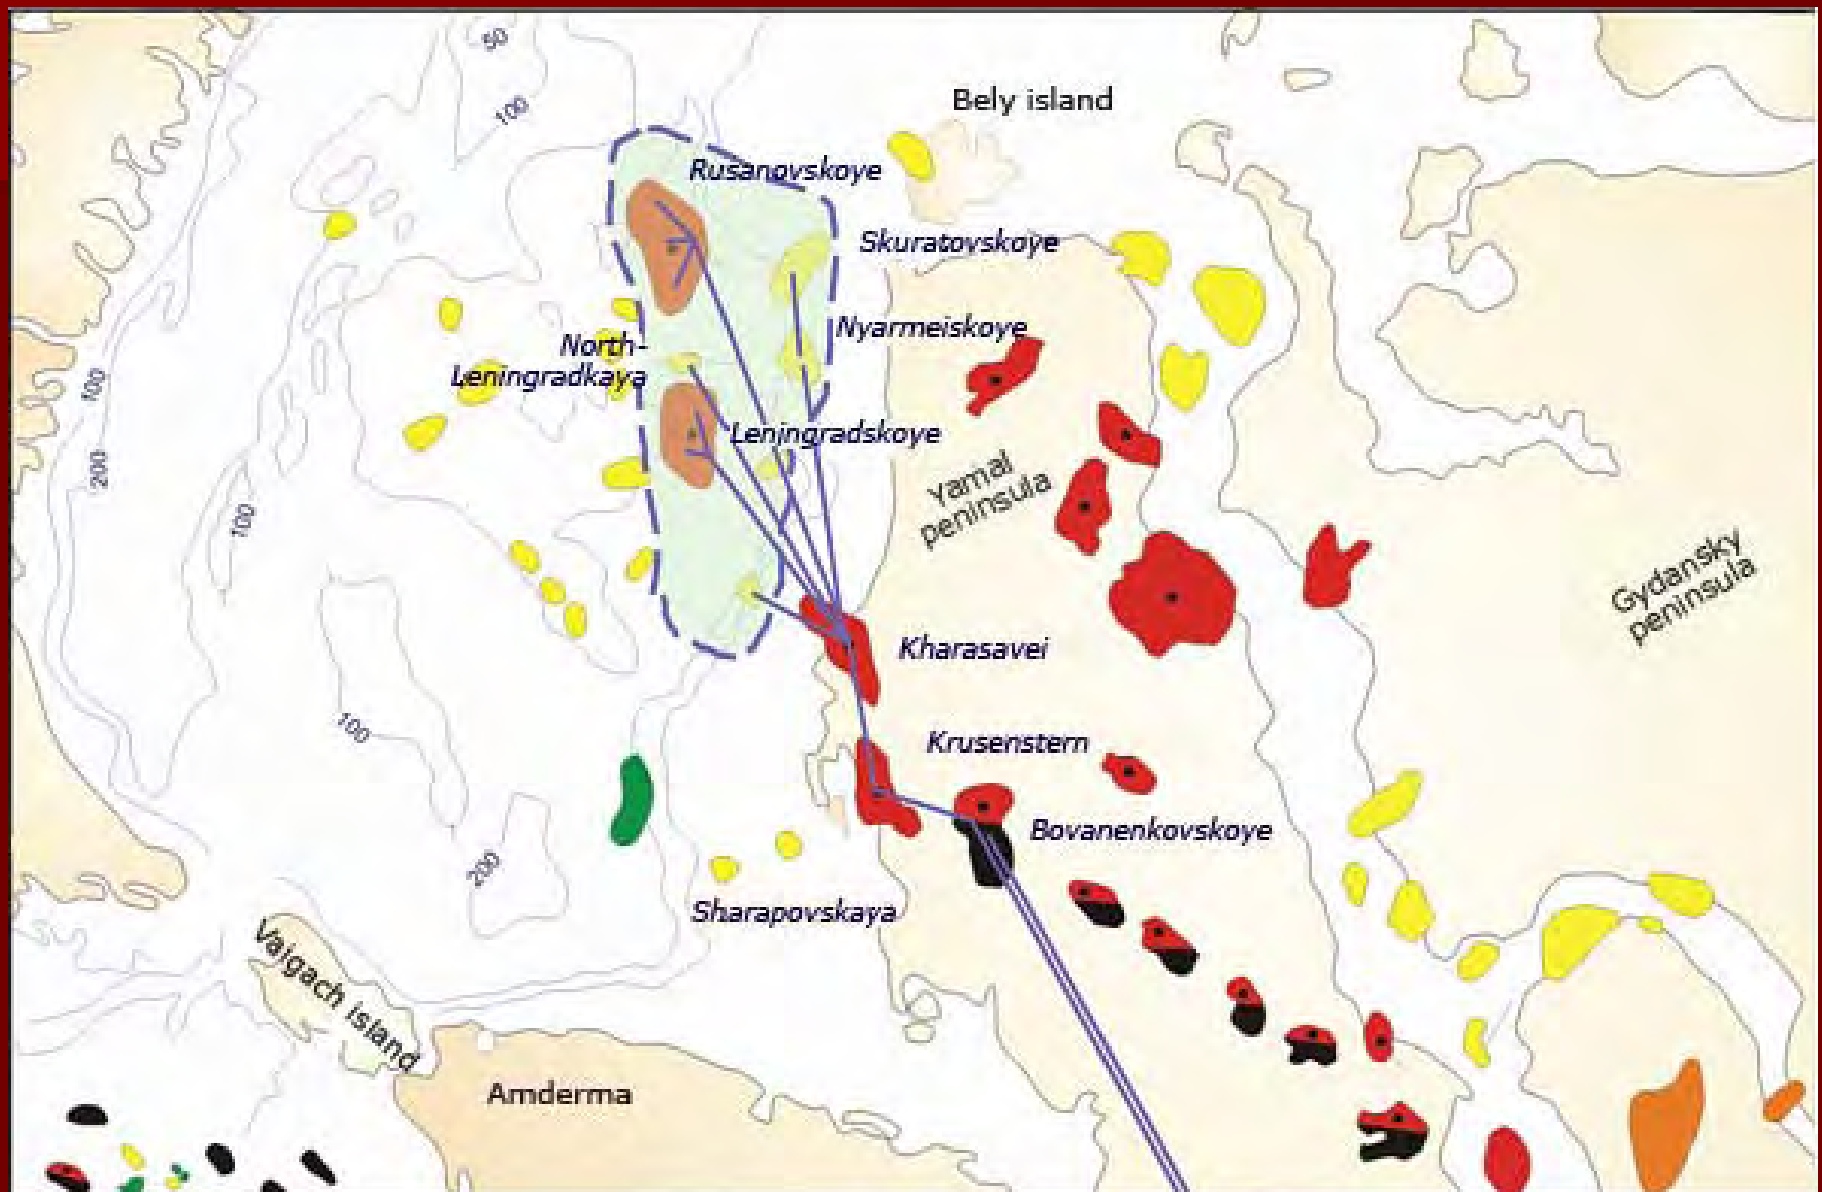 50
100
Bely island
Rusanovskoye
Skuratovskoye
Nyarmeiskoye
North-
Leningradkaya
100
Leningradskoye
200
Yamal
peninsula
100
Gydansky
peninsula
Kharasavei
100
Krusenstern
Bovanenkovskoye
200
Sharapovskaya
Vaigach island
Amderma